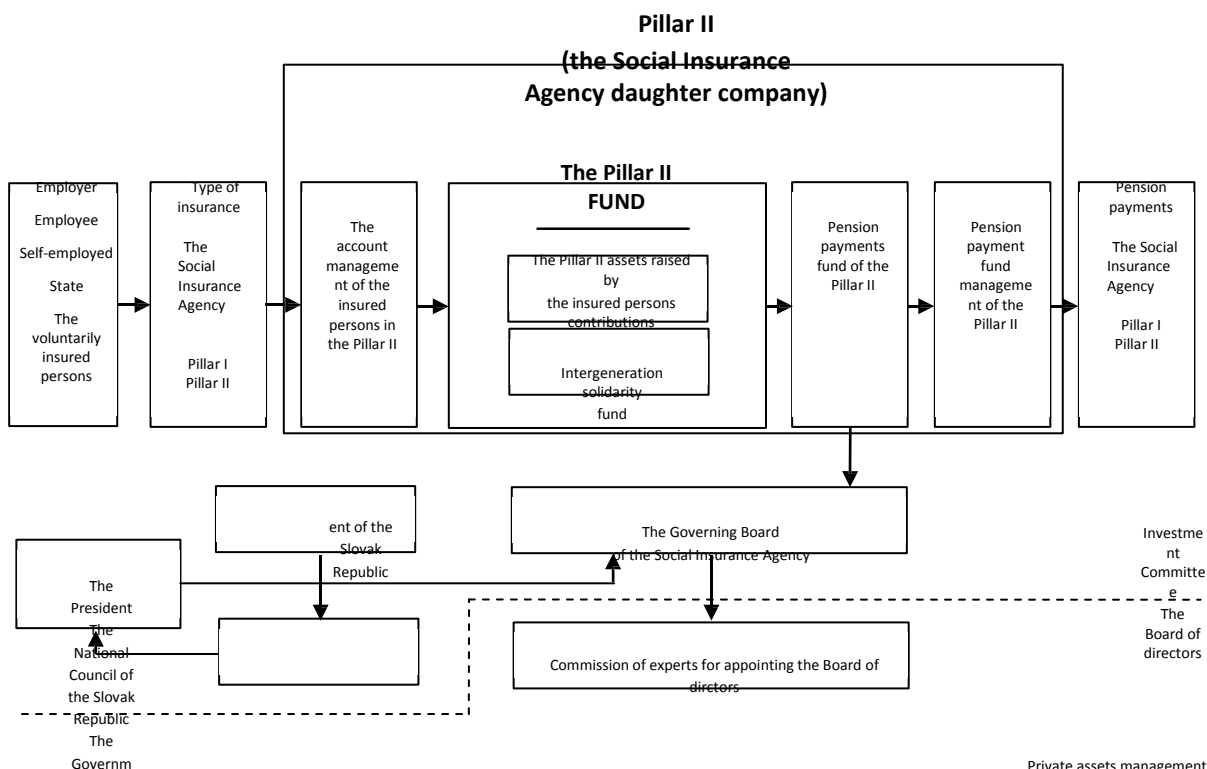 Pillar II
(the Social Insurance
Agency daughter company)
Employer
Employee
Self-employed
State
The
voluntarily
insured
persons
Type of
insurance
The
Social
Insurance
Agency
Pillar I
Pillar II
The
account
manageme
nt of the
insured
persons in
the Pillar II
The Pillar II
FUND
The Pillar II assets raised
by
the insured persons
contributions
Intergeneration
solidarity
fund
Pension
payments
fund of the
Pillar II
Pension
payment
fund
manageme
nt of the
Pillar II
Pension
payments
The Social
Insurance
Agency
Pillar I
Pillar II
ent of the
Slovak
Republic
The Governing Board
of the Social Insurance Agency
Investme
nt
Committe
e
The
Board of
directors
The
President
The
National
Council of
the Slovak
Republic
The
Governm
Commission of experts for appointing the Board of
dirctors
Private assets management